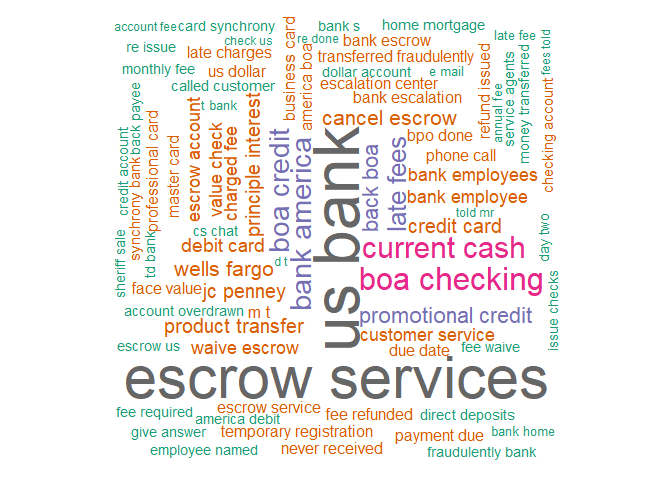 account fee
card synchrony
bank s
home mortgage
re issue
check us
re done
bank escrow
late fee
late charges
transferred fraudulently
monthly fee
us dollar
dollar account
e mail
called customer
escalation center
t bank
bank escalation
business card
america boa
refund issued
annual fee
service agents
money transferred
fees told
checking account
cancel escrow
bpo done
phone call
bank employees
bank employee
told mr
credit card
credit account
synchrony bank
back payee
professional card
master card
escrow account
value check
charged fee
principle interest
boa credit
bank america
us bank
back boa
late fees
cs chat
debit card
d t
current cash
boa checking
day two
issue checks
sheriff sale
td bank
wells fargo
face value
jc penney
account overdrawn
m t
promotional credit
product transfer
customer service
escrow us
waive escrow
due date
fee waive
escrow services
fee required
escrow service
fee refunded
direct deposits
america debit
give answer
temporary registration
payment due
bank home
employee named
never received
fraudulently bank